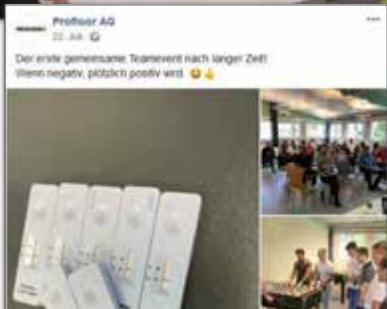 Profloor AG
22. Juli
Der erste gemeinsame Teamevent nach langer Zeit!
Wenn negativ, plötzlich positiv wird.